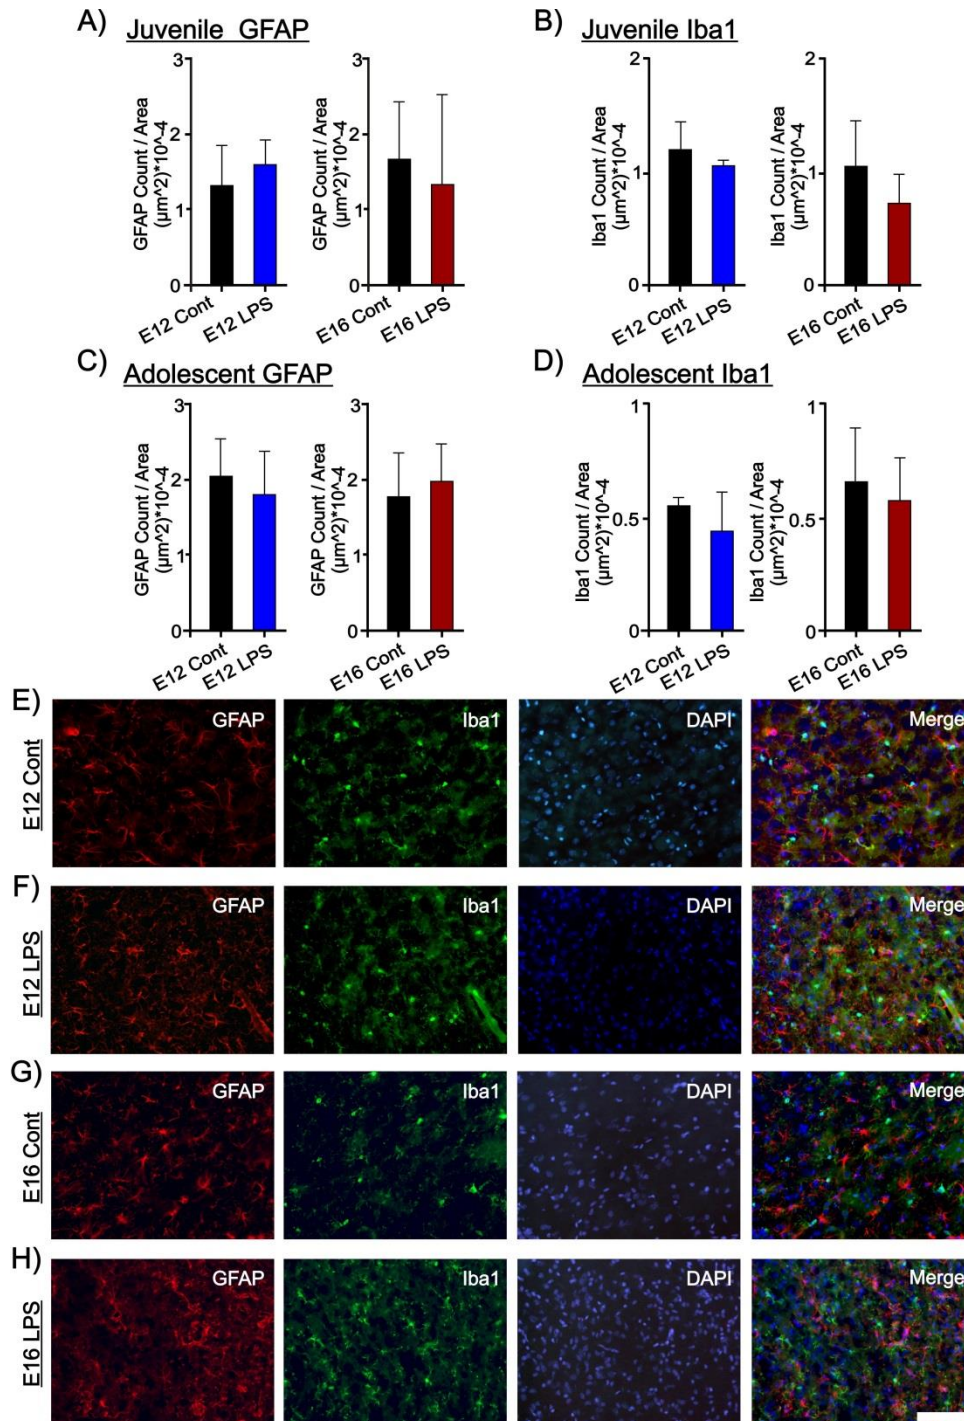 A) Juvenile GFAP
B) Juvenile Iba1
GFAP Count / Area
(µm^2)*10^-4
3
2
1
0
E12 Cont
E12 LPS
GFAP Count / Area
(µm^2)*10^-4
3
2
1
0
E16 Cont
E16 LPS
Iba1 Count / Area
(µm^2)*10^-4
2
1
0
E12 Cont
E12 LPS
Iba1 Count / Area
(µm^2)*10^-4
2
1
0
E16 Cont
E16 LPS
C) Adolescent GFAP
D) Adolescent Iba1
GFAP Count / Area
(µm^2)*10^-4
3
2
1
0
E12 Cont
E12 LPS
GFAP Count / Area
(µm^2)*10^-4
3
2
1
0
E16 Cont
E16 LPS
Iba1 Count / Area
(µm^2)*10^-4
1
0.5
0
E12 Cont
E12 LPS
Iba1 Count / Area
(µm^2)*10^-4
1
0.5
0
E16 Cont
E16 LPS
E)
E12 Cont
GFAP Iba1 DAPI Merge
F)
E12 LPS
GFAP Iba1 DAPI Merge
G)
E16 Cont
GFAP Iba1 DAPI Merge
H)
E16 LPS
GFAP Iba1 DAPI Merge